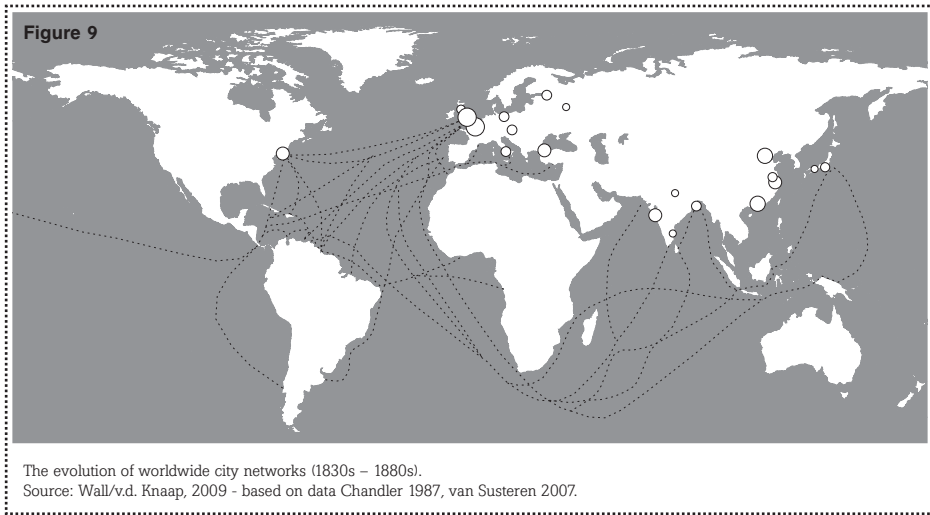 Figure 9
The evolution of worldwide city networks (1830s – 1880s).
Source: Wall/v.d. Knaap, 2009 - based on data Chandler 1987, van Susteren 2007.